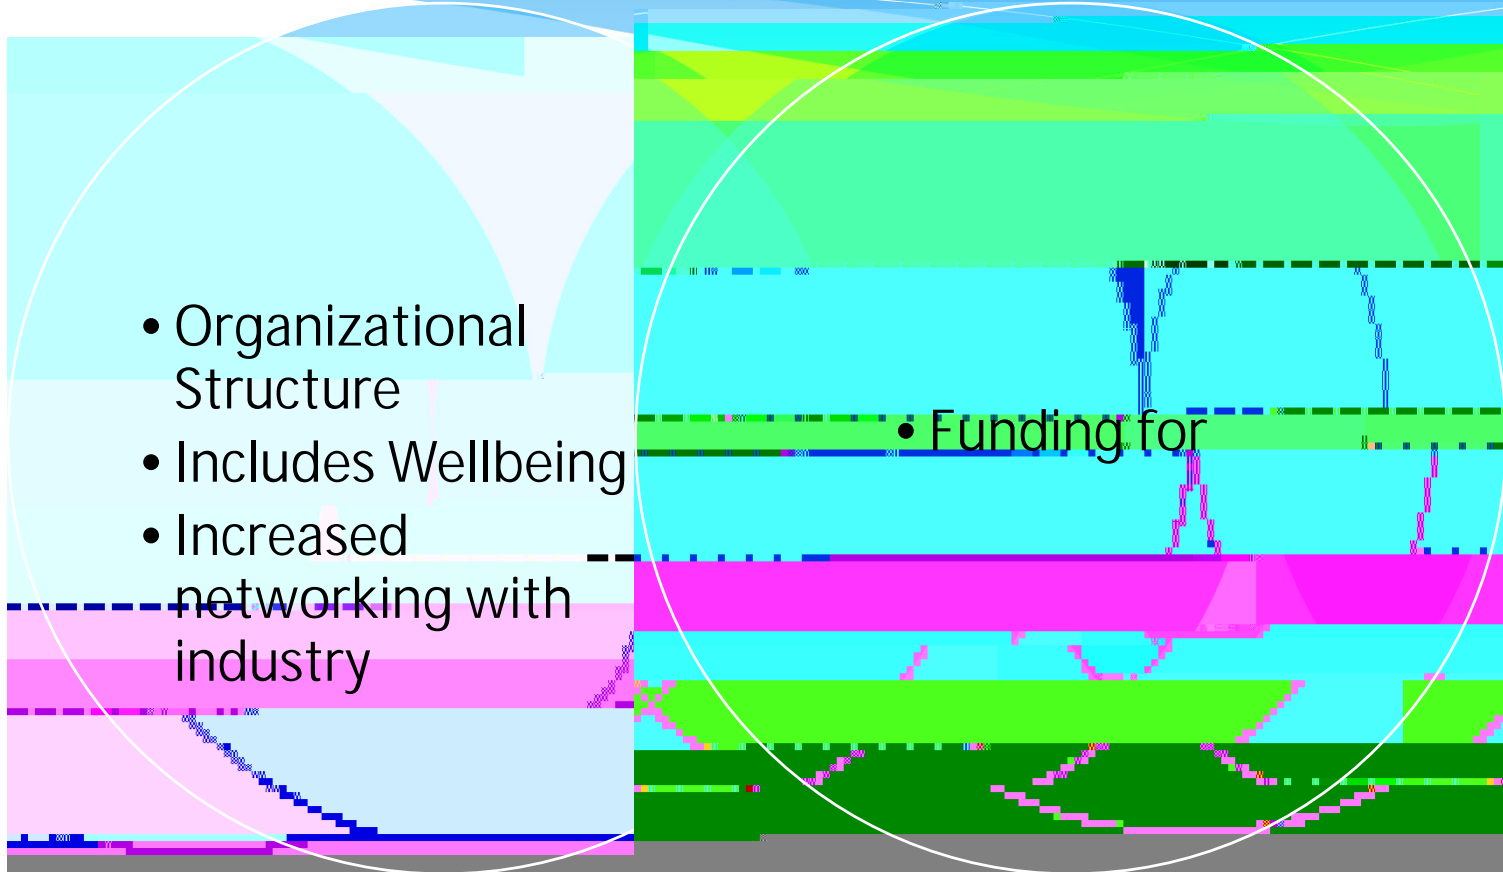 • Organizational
Structure
• Includes Wellbeing
• Increased
networking with
industry
• Funding for